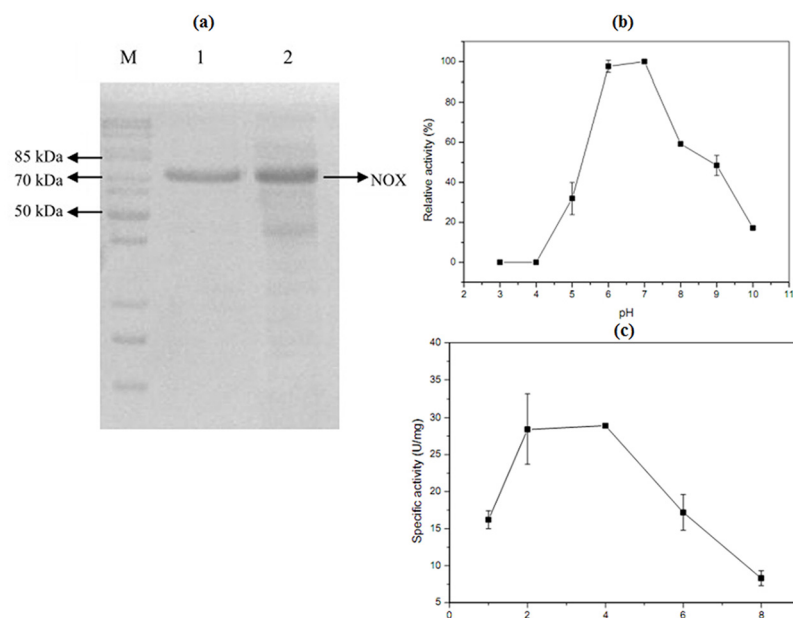 (a)
M 1 2
85 kDa
70 kDa
NOX
50 kDa
(b)
100
80
60
40
20
0
Relative activity (%)
2 3 4 5 6 7 8 9 10 11
pH
(c)
40
35
30
25
20
15
10
5
Specific activity (U/mg)
0 2 4 6 8